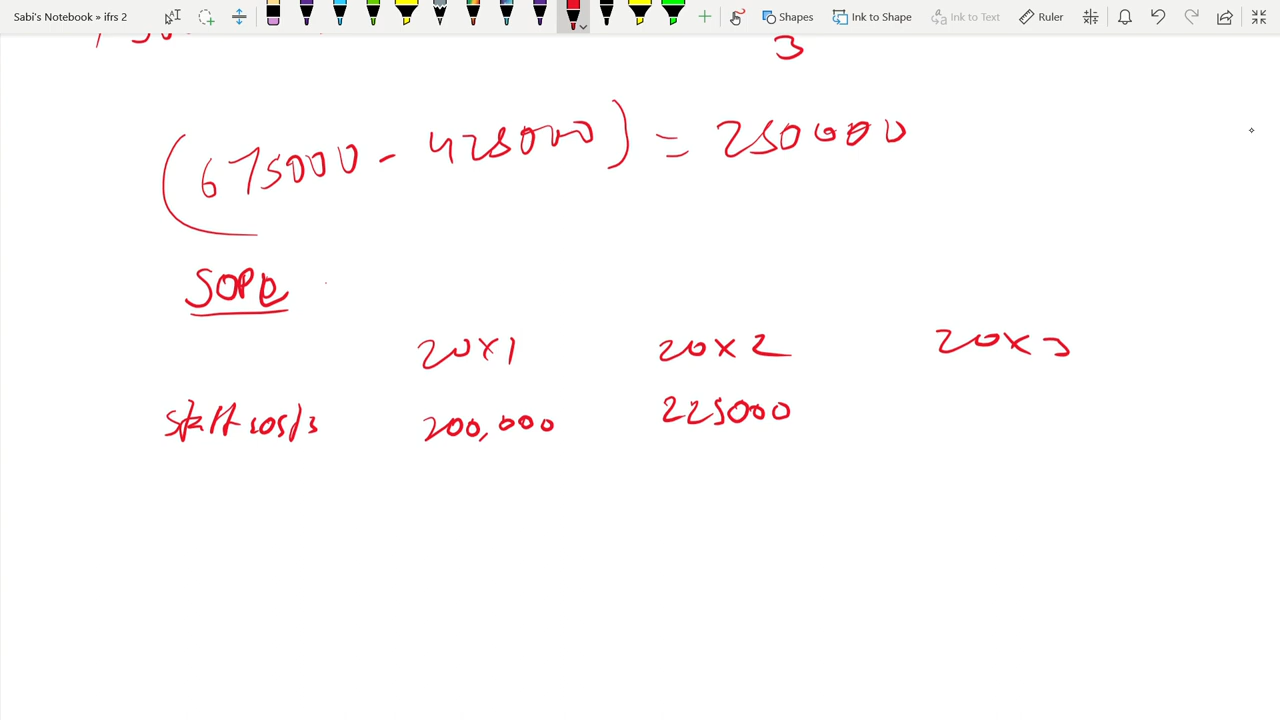 Sabi's Notebook » ifrs 2 Shapes Ink to Shape Ink to Text Ruler
3
(675000 - 425000) = 250000
SOPL
20x1 20x2 20x3
staff costs 200,000 225000